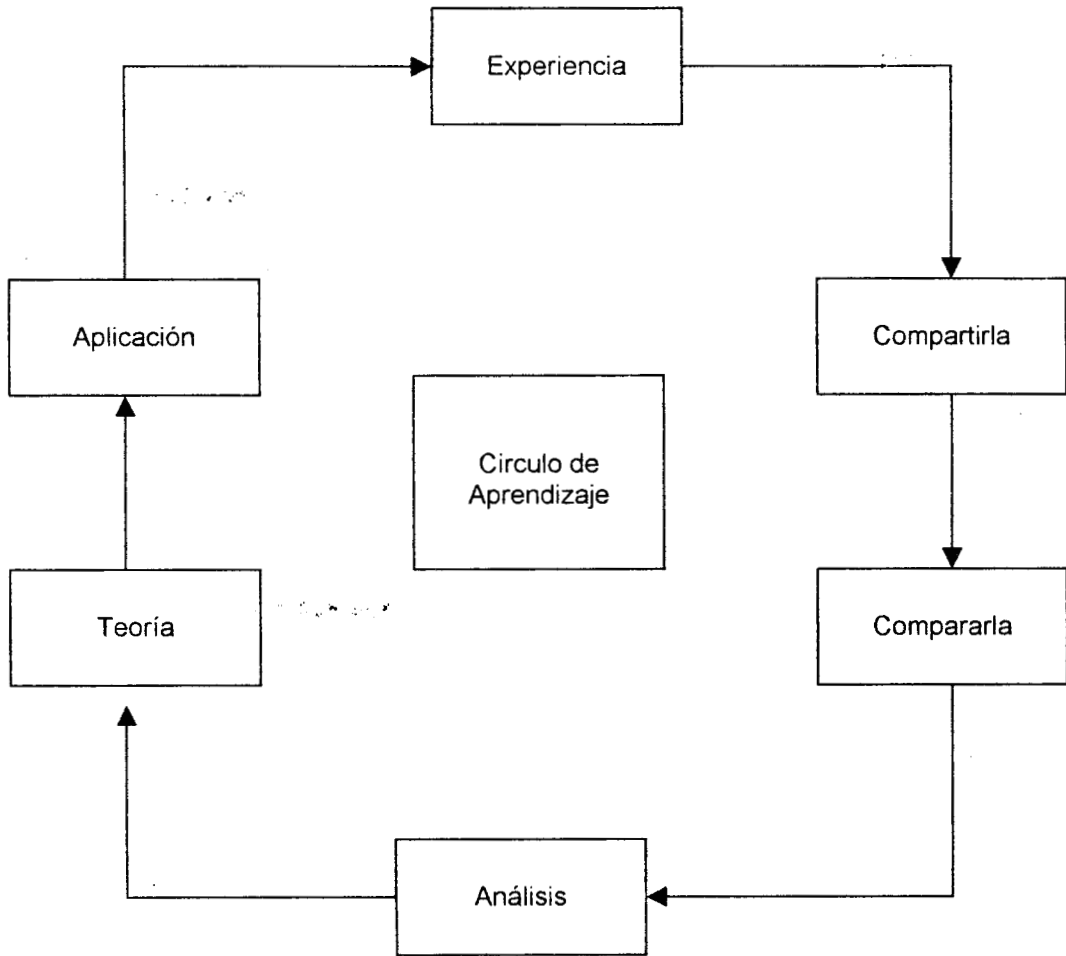 Experiencia
Aplicación
Compartirla
Circulo de
Aprendizaje
Teoría
Compararla
Análisis